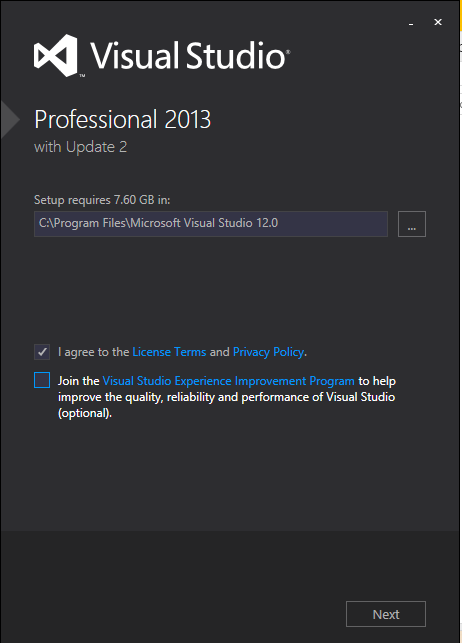 Visual Studio®
™
Professional 2013
with Update 2
Setup requires 7.60 GB in:
C:\Program Files\Microsoft Visual Studio 12.0
...
I agree to the License Terms and Privacy Policy.
Join the Visual Studio Experience Improvement Program to help
improve the quality, reliability and performance of Visual Studio
(optional).
Next